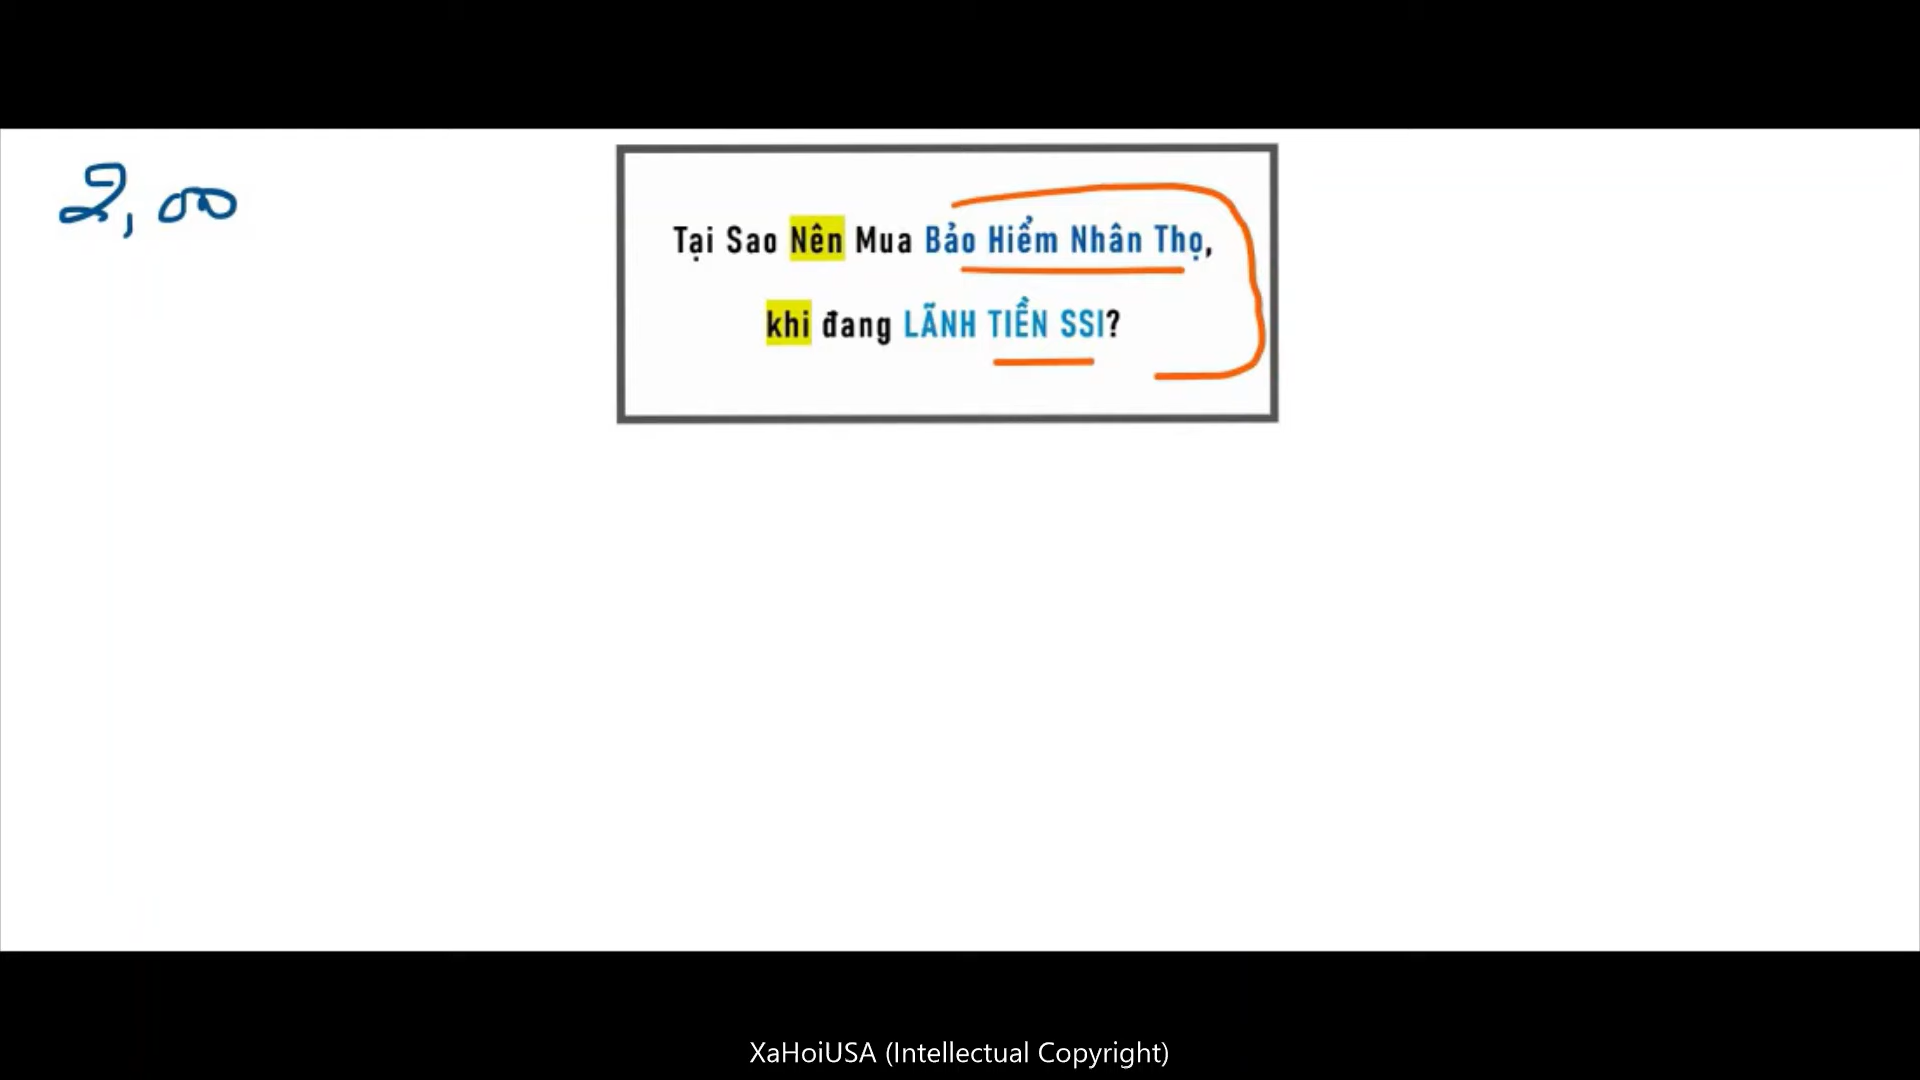 2,00
Tại Sao Nên Mua Bảo Hiểm Nhân Thọ,
khi đang LÃNH TIỀN SSI?
XaHoiUSA (Intellectual Copyright)